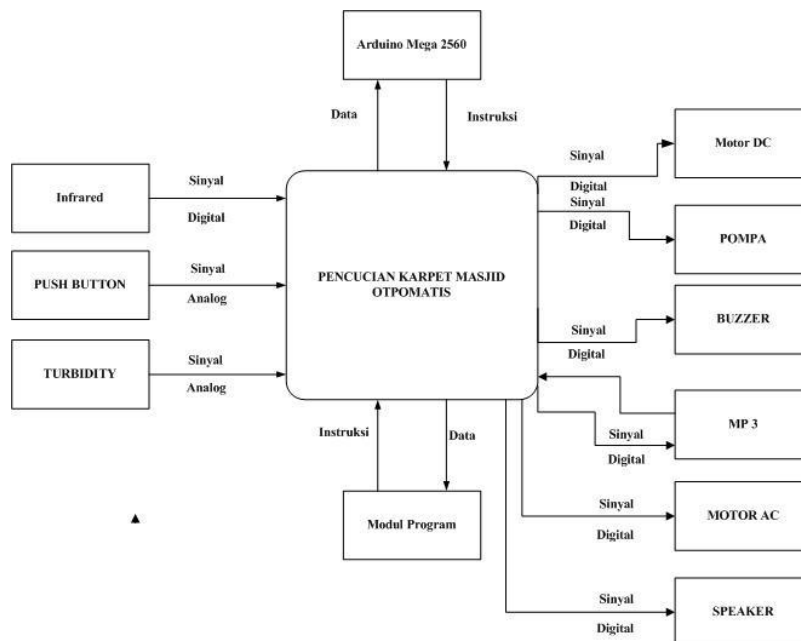 Arduino Mega 2560
Data
Instruksi
Infrared
Sinyal
Digital
PUSH BUTTON
Sinyal
Analog
TURBIDITY
Sinyal
Analog
PENCUCIAN KARPET MASJID
OTPOMATIS
Sinyal
Digital
Motor DC
Sinyal
Digital
POMPA
Sinyal
Digital
BUZZER
Sinyal
Digital
MP 3
Sinyal
Digital
MOTOR AC
Sinyal
Digital
SPEAKER
Instruksi
Data
Modul Program